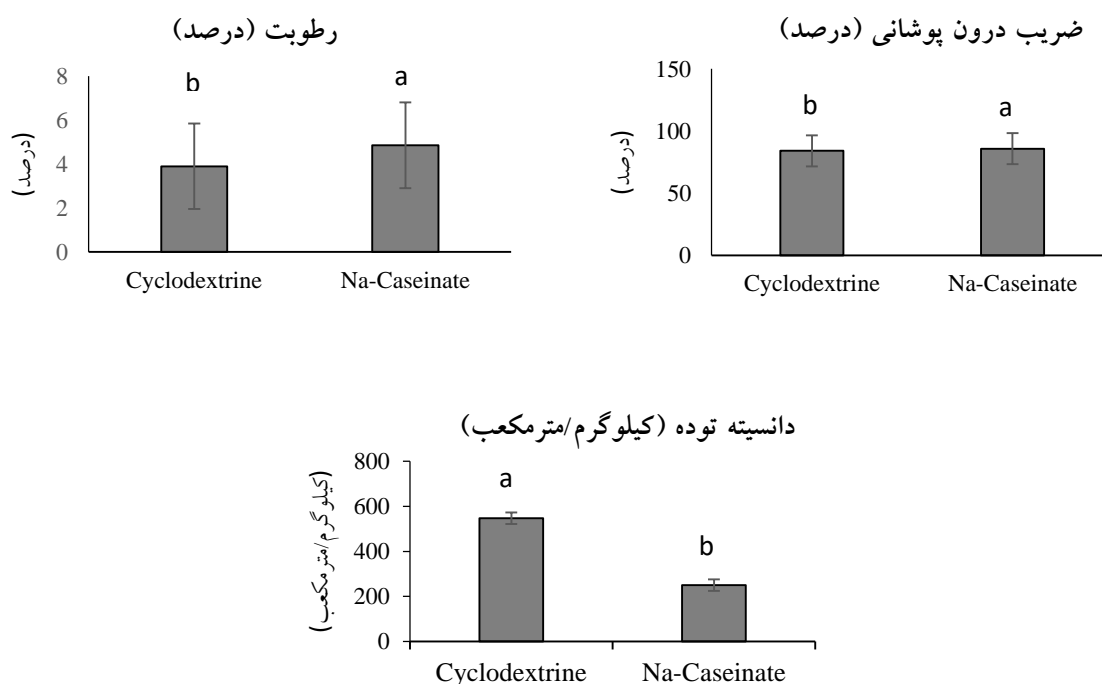 رطوبت (درصد)
8
6
4
2
0
(درصد)
b
a
Cyclodextrine
Na-Caseinate
ضریب درون پوشانی (درصد)
150
100
50
0
(درصد)
b
a
Cyclodextrine
Na-Caseinate
دانسیته توده (کیلوگرم/مترمکعب)
800
600
400
200
0
(کیلوگرم/مترمکعب)
a
b
Cyclodextrine
Na-Caseinate